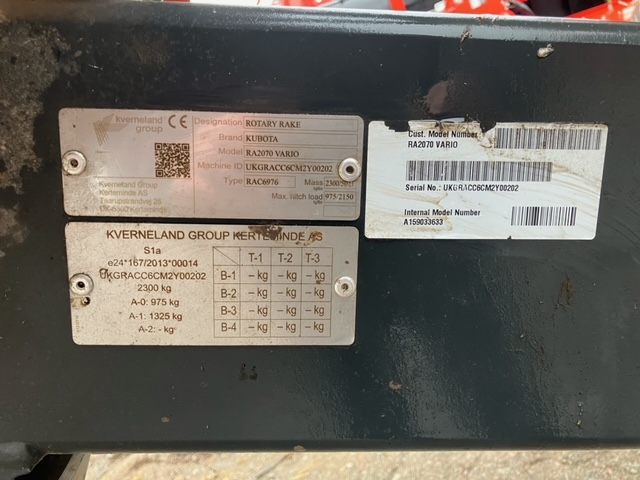 kverneland
group
CE
Designation ROTARY RAKE
Brand KUBOTA
Model RA2070 VARIO
Machine ID UKGRACC6CM2Y00202
Type RAC6976 Mass
Max. hitch load 975/2150
Kverneland Group
Kerteminde AS
Taarupstrandvej 25
DK-5300 Kerteminde
Cust. Model Number
RA2070 VARIO
Serial No.: UKGRACC6CM2Y00202
Internal Model Number
A159033633
KVERNELAND GROUP KERTEMINDE AS
S1a
e24*167/2013*00014
UKGRACC6CM2Y00202
2300 kg
A-0: 975 kg
A-1: 1325 kg
A-2: - kg
T-1 T-2 T-3
B-1 - kg - kg - kg
B-2 - kg - kg - kg
B-3 - kg - kg - kg
B-4 - kg - kg - kg